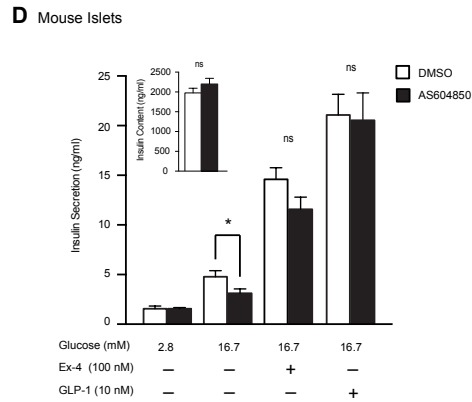 D Mouse Islets
ns
2500
2000
1500
1000
500
0
Insulin Content (ng/ml)
ns
DMSO
AS604850
25
20
15
10
5
0
Insulin Secretion (ng/ml)
ns
*
Glucose (mM) 2.8 16.7 16.7 16.7
Ex-4 (100 nM) – – + –
GLP-1 (10 nM) – – – +